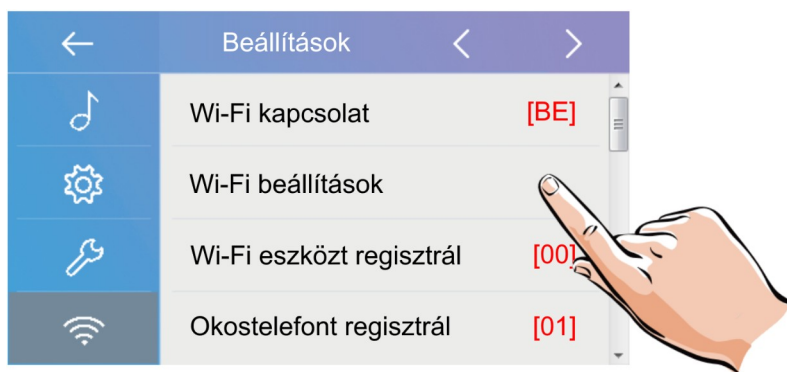 Beállítások
Wi-Fi kapcsolat [BE]
Wi-Fi beállítások
Wi-Fi eszközt regisztrál [00]
Okostelefont regisztrál [01]